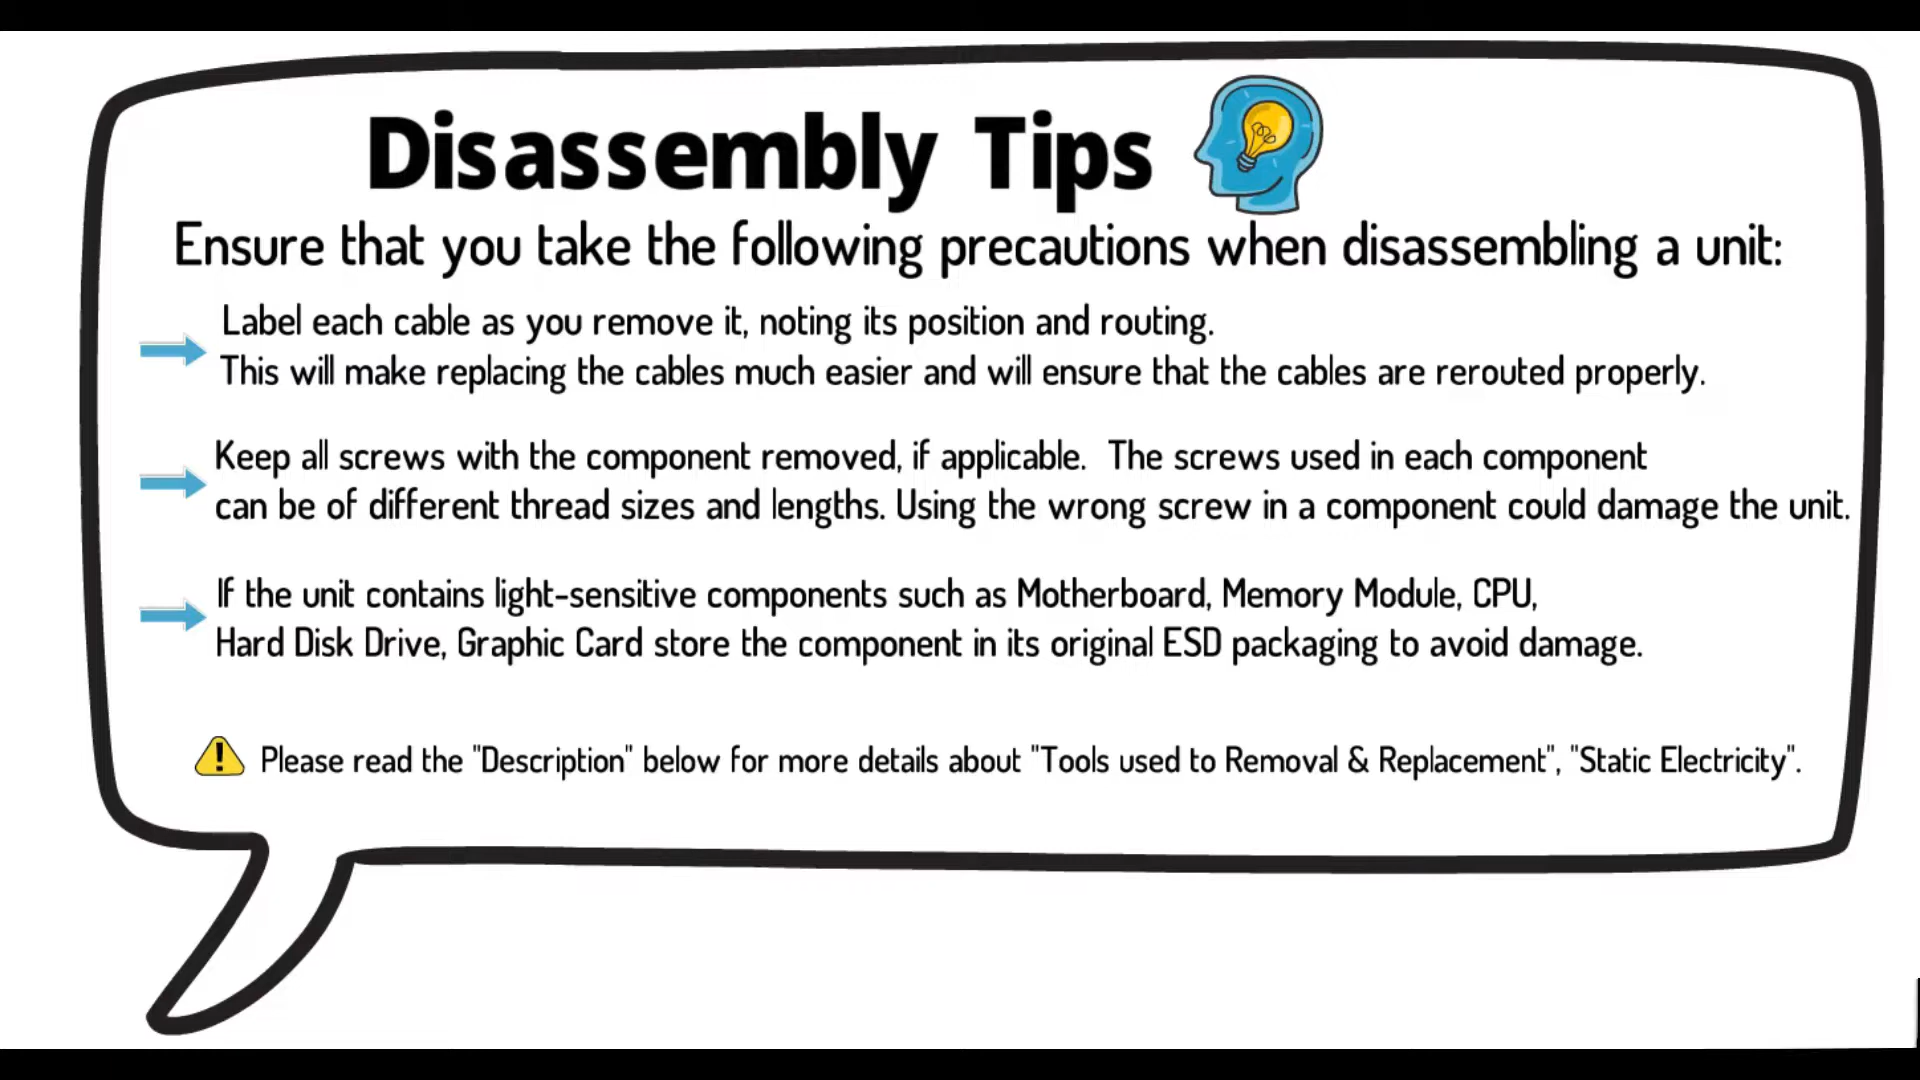 Disassembly Tips
Ensure that you take the following precautions when disassembling a unit:
Label each cable as you remove it, noting its position and routing.
This will make replacing the cables much easier and will ensure that the cables are rerouted properly.
Keep all screws with the component removed, if applicable. The screws used in each component
can be of different thread sizes and lengths. Using the wrong screw in a component could damage the unit.
If the unit contains light-sensitive components such as Motherboard, Memory Module, CPU,
Hard Disk Drive, Graphic Card store the component in its original ESD packaging to avoid damage.
Please read the "Description" below for more details about "Tools used to Removal & Replacement", "Static Electricity".